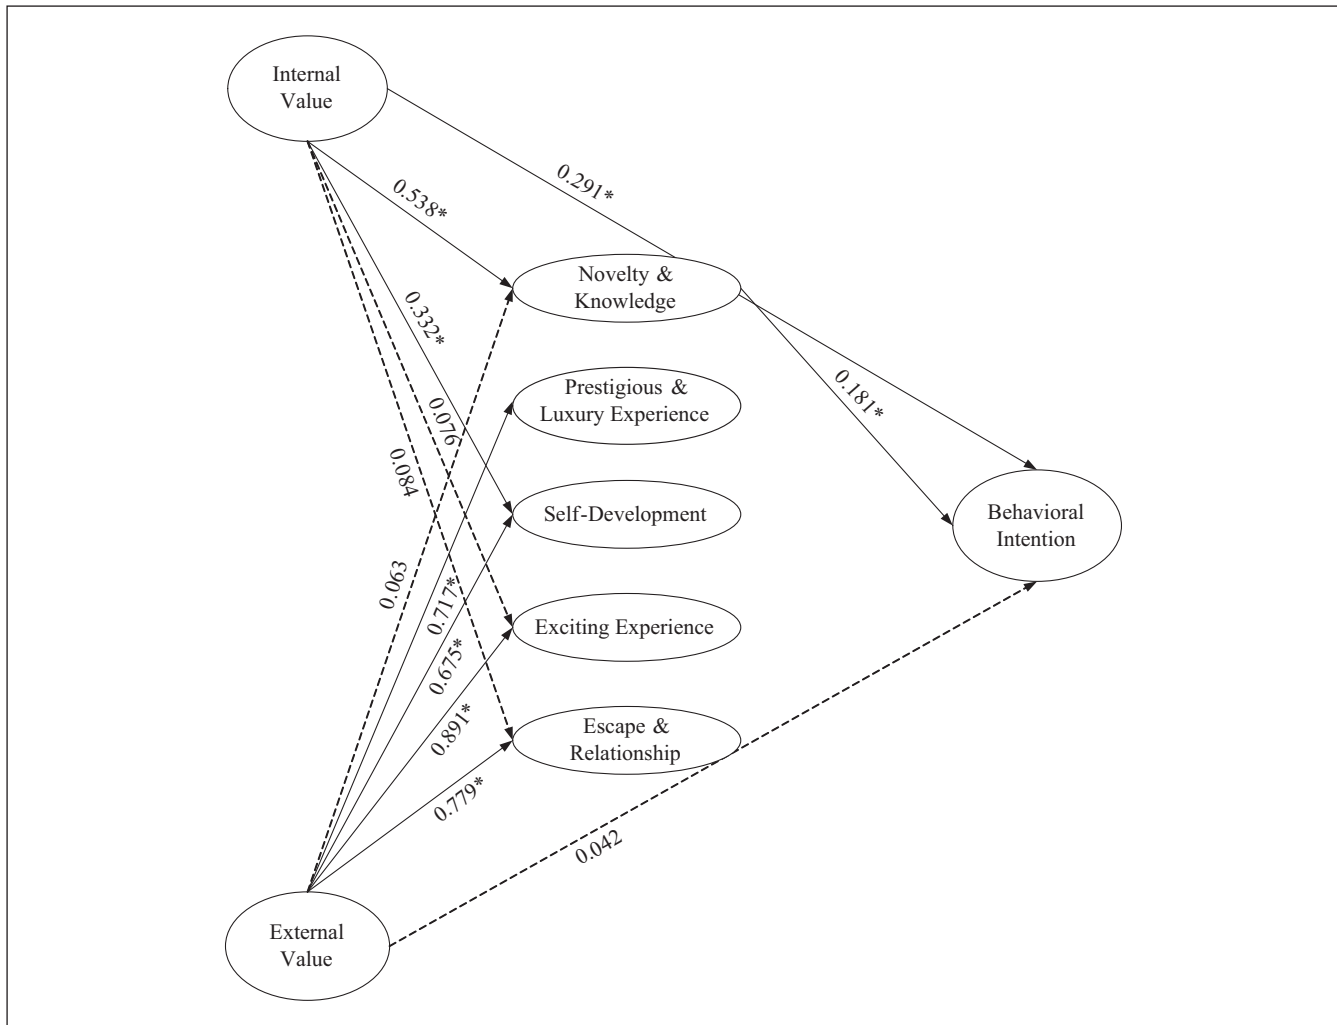 Internal
Value
0.291*
0.538*
Novelty &
Knowledge
0.332*
0.181*
Prestigious &
Luxury Experience
0.076
0.084
Self-Development
Behavioral
Intention
0.063
0.717*
Exciting Experience
0.675*
0.891*
Escape &
Relationship
0.779*
0.042
External
Value